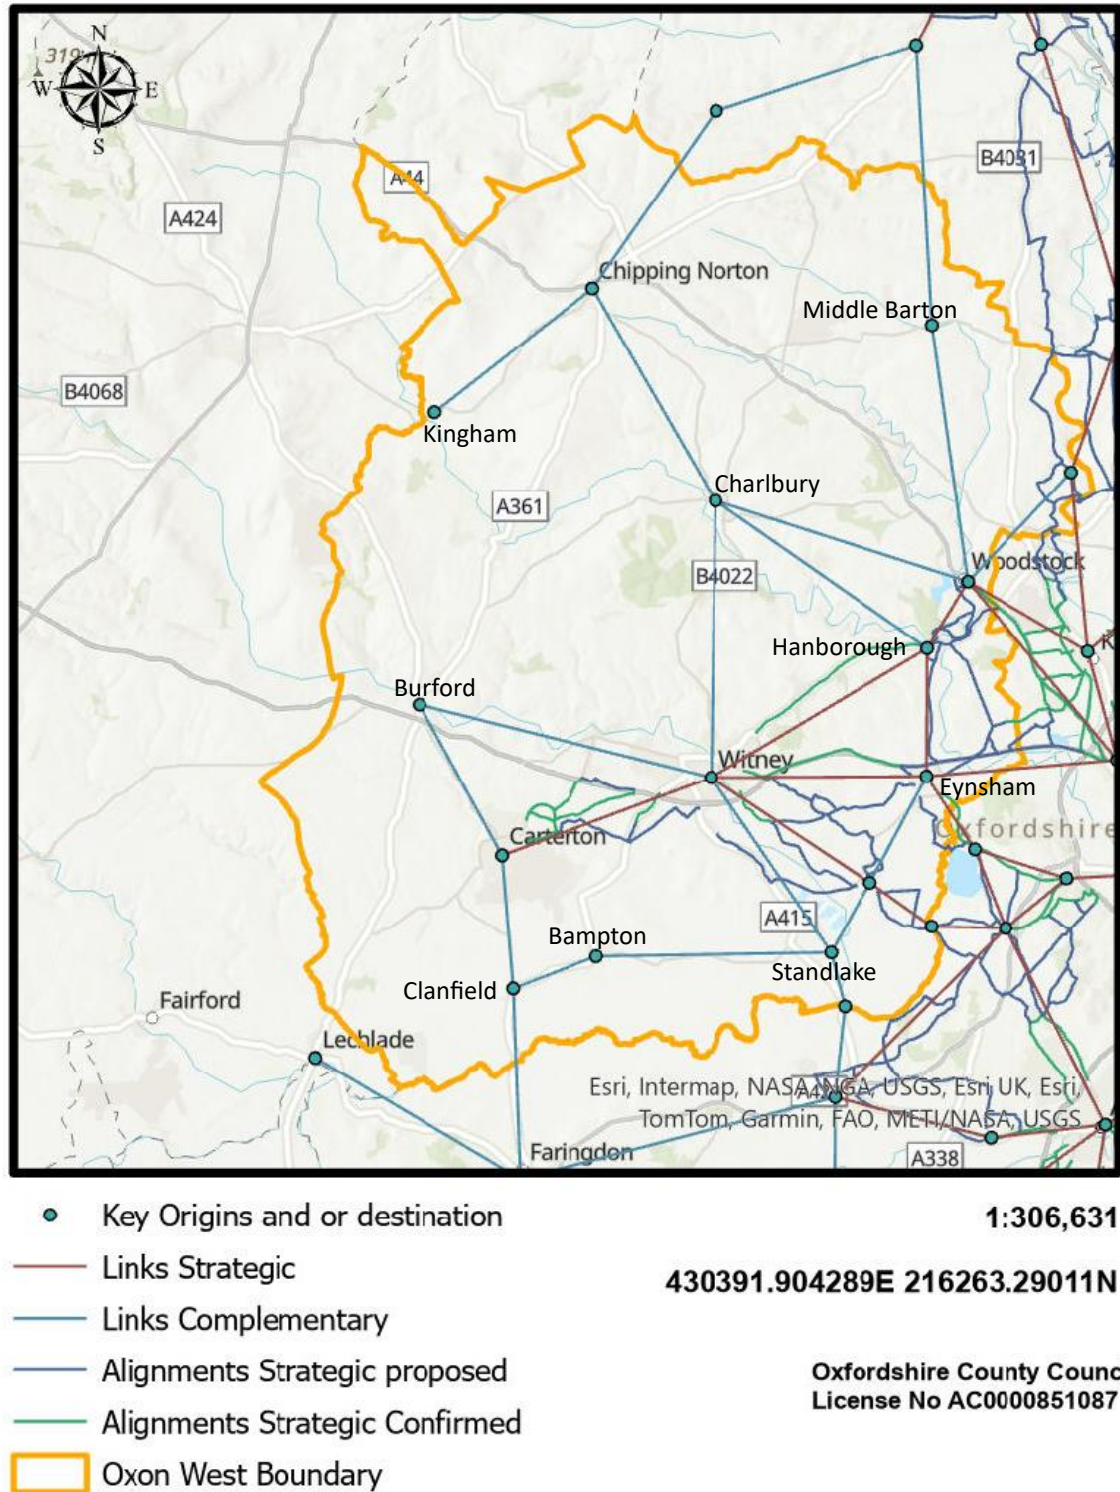 N
319
W E
S
A44
B4031
A424
Chipping Norton
Middle Barton
B4068
Kingham
Charlbury
A361
Woodstock
B4022
Hanborough
K
Burford
Witney
Eynsham
Oxfordshire
Carterton
A415
Bampton
Standlake
Clanfield
Fairford
Lechlade
Esri, Intermap, NASA, NGA, USGS, Esri UK, Esri,
TomTom, Garmin, FAO, METI/NASA, USGS
Faringdon
A338
Key Origins and or destination
1:306,631
Links Strategic
430391.904289E 216263.29011N
Links Complementary
Alignments Strategic proposed
Oxfordshire County Counc
License No AC0000851087
Alignments Strategic Confirmed
Oxon West Boundary